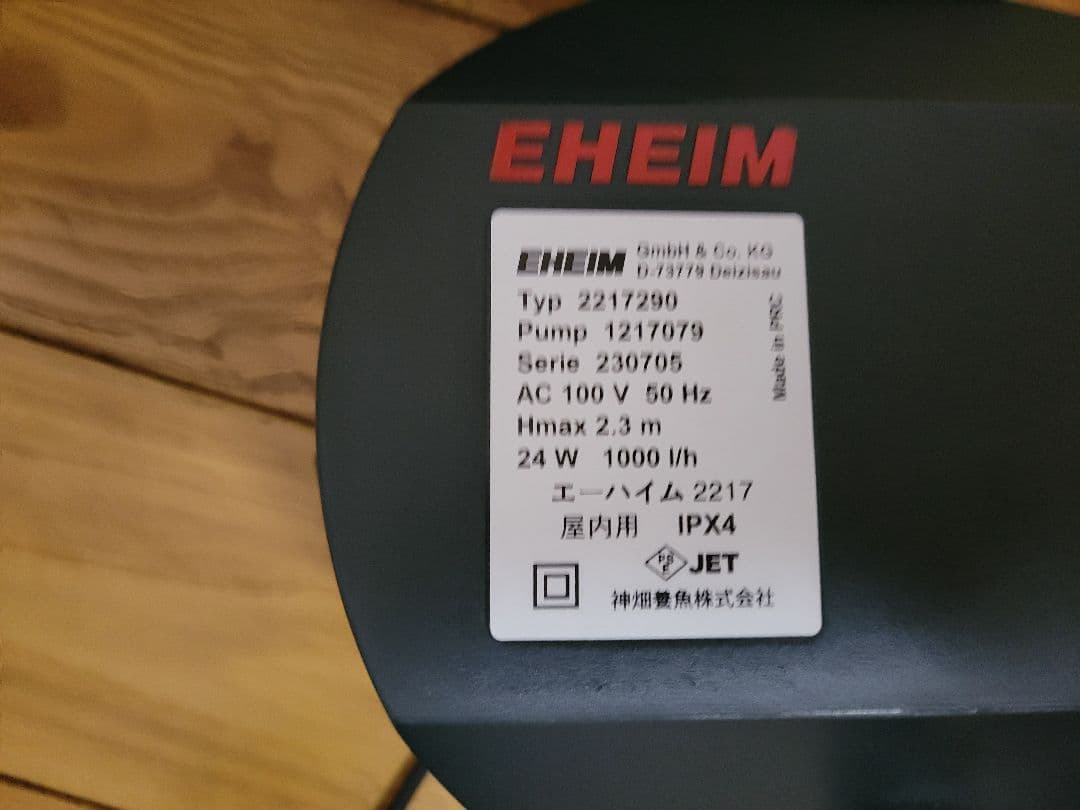 EHEIM
EHEIM GmbH & Co. KG
D-73779 Deizisau
Typ 2217290
Pump 1217079
Serie 230705
AC 100 V 50 Hz
Hmax 2.3 m
24 W 1000 l/h
エーハイム 2217
屋内用 IPX4
PS E JET
神畑養魚株式会社
Made in PRC